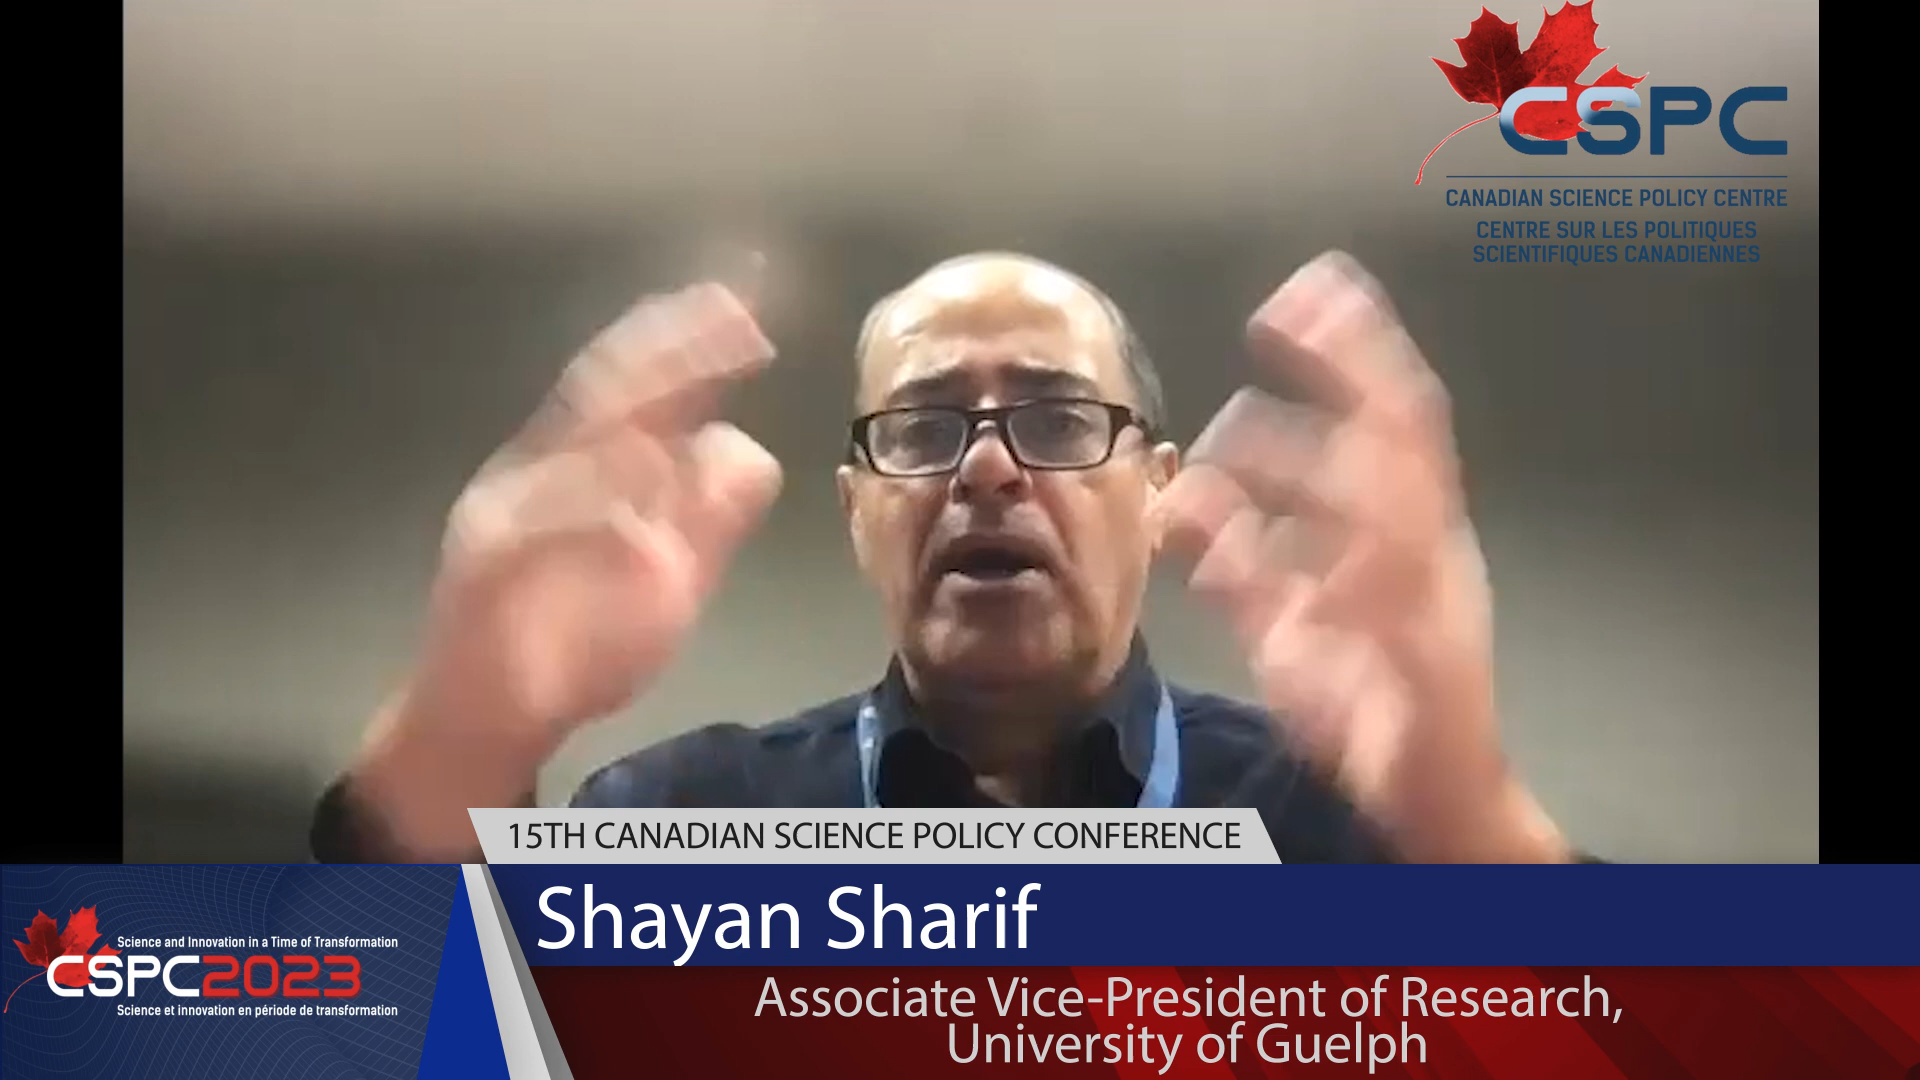 CSPC
CANADIAN SCIENCE POLICY CENTRE
CENTRE SUR LES POLITIQUES
SCIENTIFIQUES CANADIENNES
15TH CANADIAN SCIENCE POLICY CONFERENCE
Shayan Sharif
Associate Vice-President of Research,
University of Guelph
Science and Innovation in a Time of Transformation
CSPC2023
Science et innovation en période de transformation